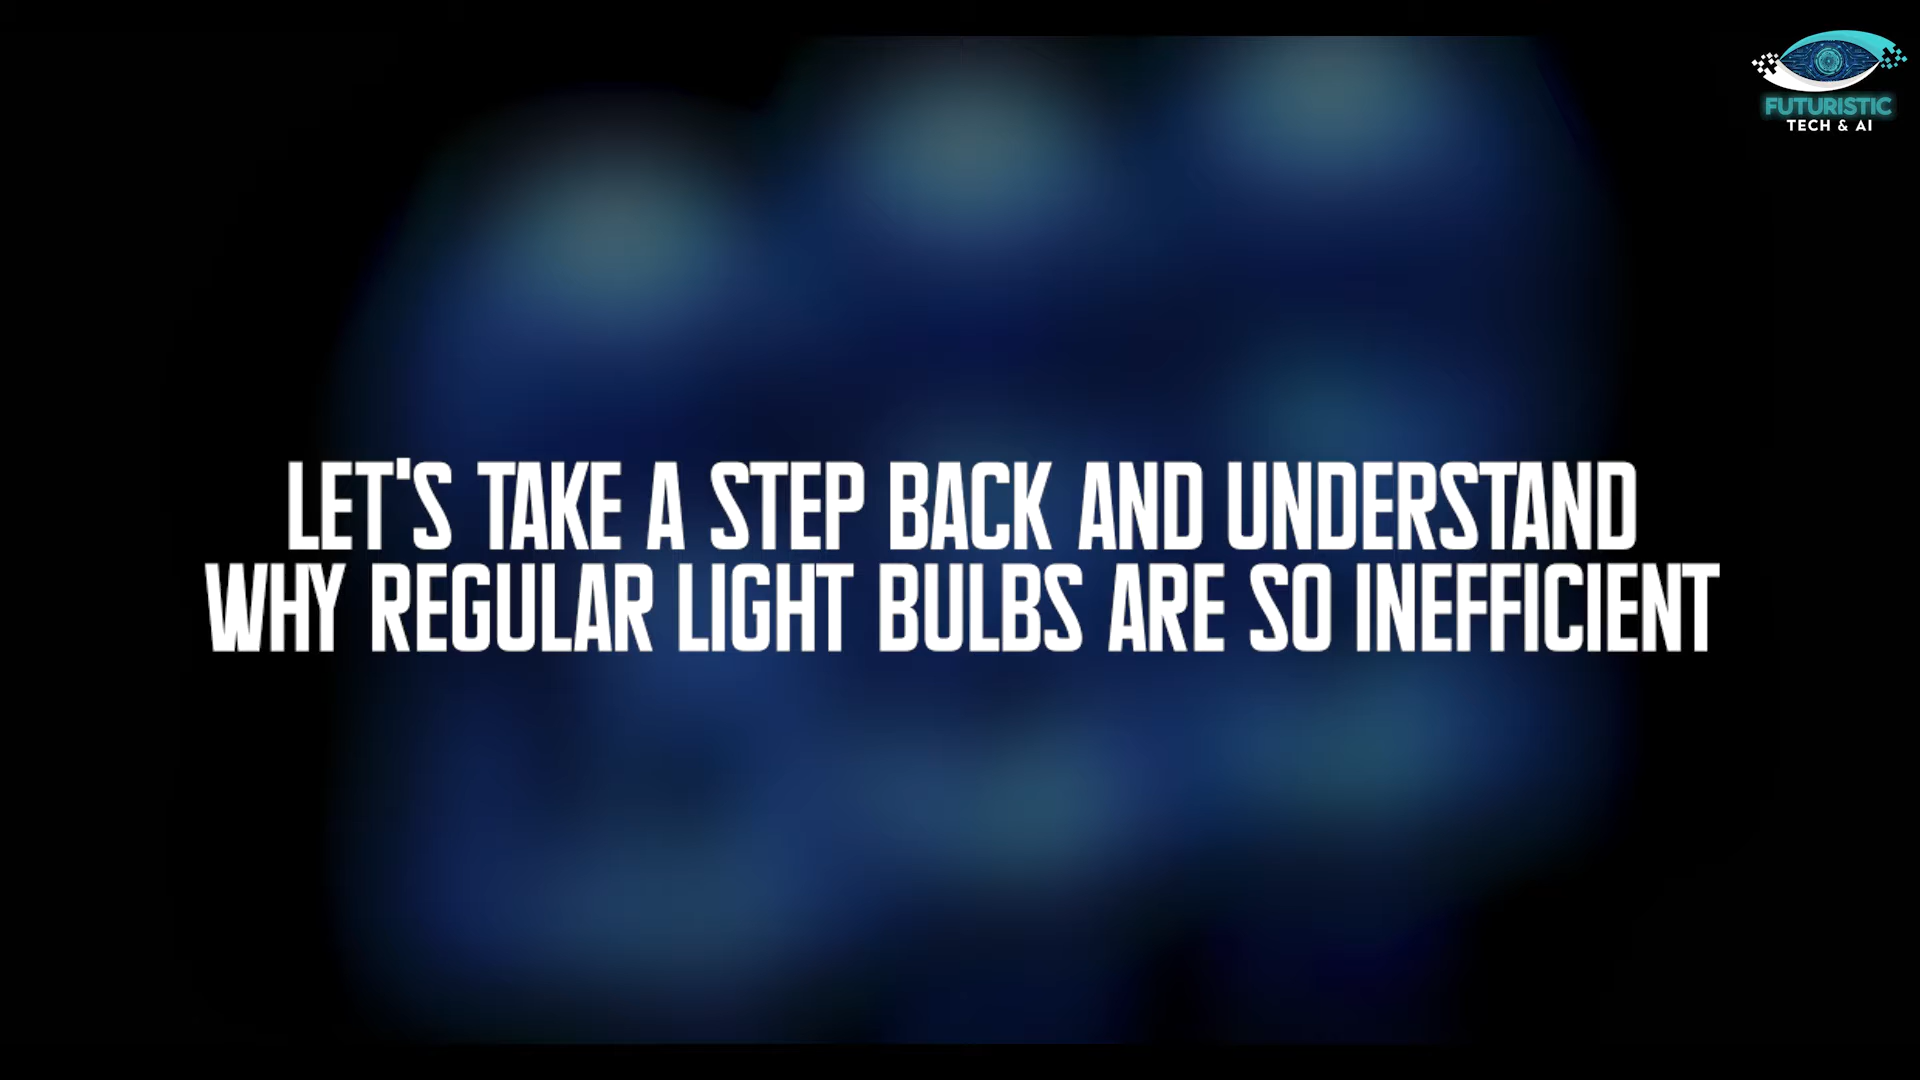 FUTURISTIC
TECH & AI
LET'S TAKE A STEP BACK AND UNDERSTAND
WHY REGULAR LIGHT BULBS ARE SO INEFFICIENT